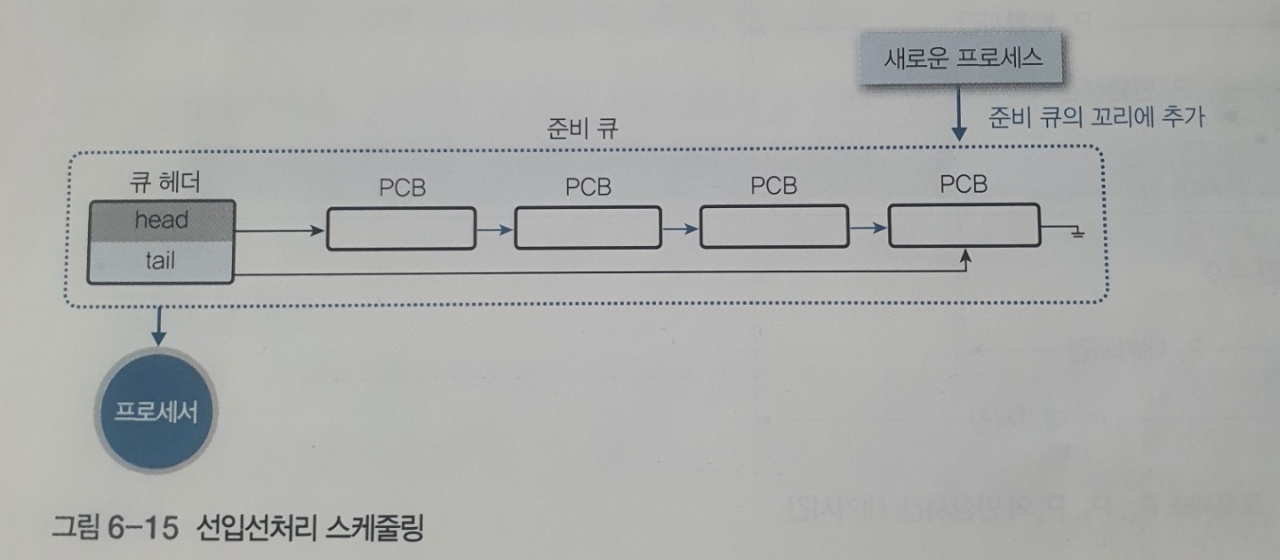 새로운 프로세스
준비 큐의 꼬리에 추가
준비 큐
큐 헤더
PCB
PCB
PCB
PCB
head
tail
프로세서
그림 6-15 선입선처리 스케줄링